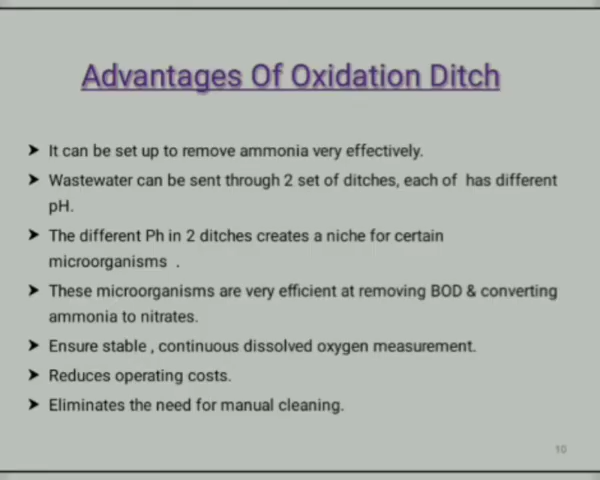 Advantages Of Oxidation Ditch
➤ It can be set up to remove ammonia very effectively.
➤ Wastewater can be sent through 2 set of ditches, each of  has different
pH.
➤ The different Ph in 2 ditches creates a niche for certain
microorganisms  .
➤ These microorganisms are very efficient at removing BOD & converting
ammonia to nitrates.
➤ Ensure stable , continuous dissolved oxygen measurement.
➤ Reduces operating costs.
➤ Eliminates the need for manual cleaning.
10